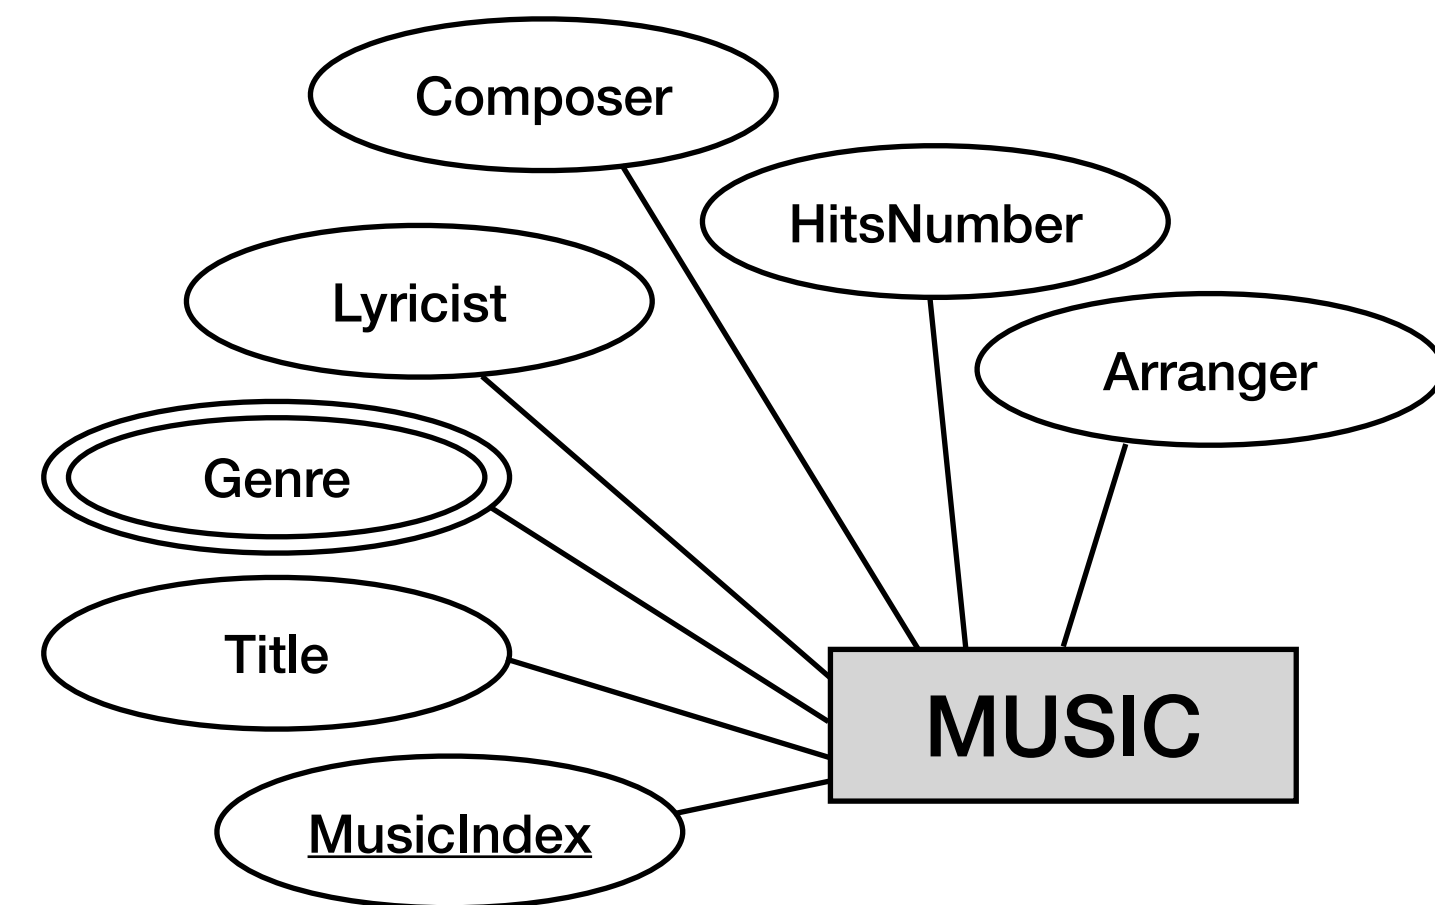 Composer
HitsNumber
Lyricist
Arranger
Genre
Title
MUSIC
MusicIndex